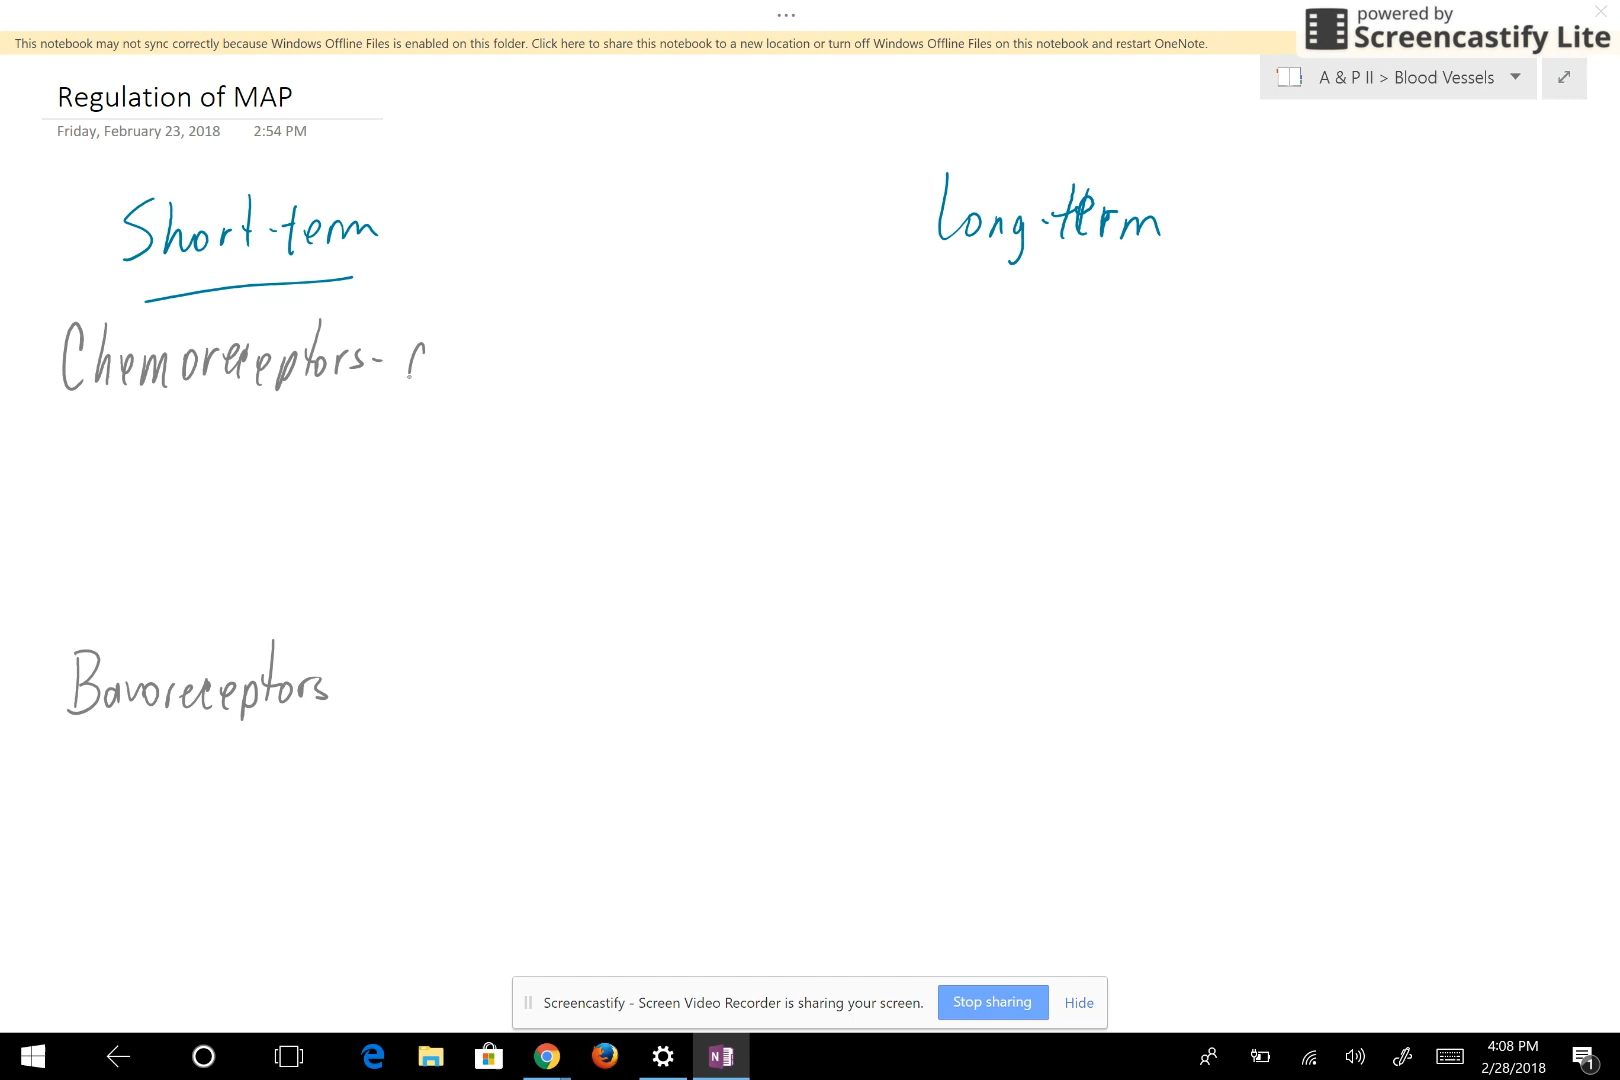 ...
powered by
Screencastify Lite
This notebook may not sync correctly because Windows Offline Files is enabled on this folder. Click here to share this notebook to a new location or turn off Windows Offline Files on this notebook and restart OneNote.
A & P II > Blood Vessels
Regulation of MAP
Friday, February 23, 2018 2:54 PM
Short-term
Long-term
Chemoreceptors-
Baroreceptors
Screencastify - Screen Video Recorder is sharing your screen.
Stop sharing
Hide
N
4:08 PM
2/28/2018
1